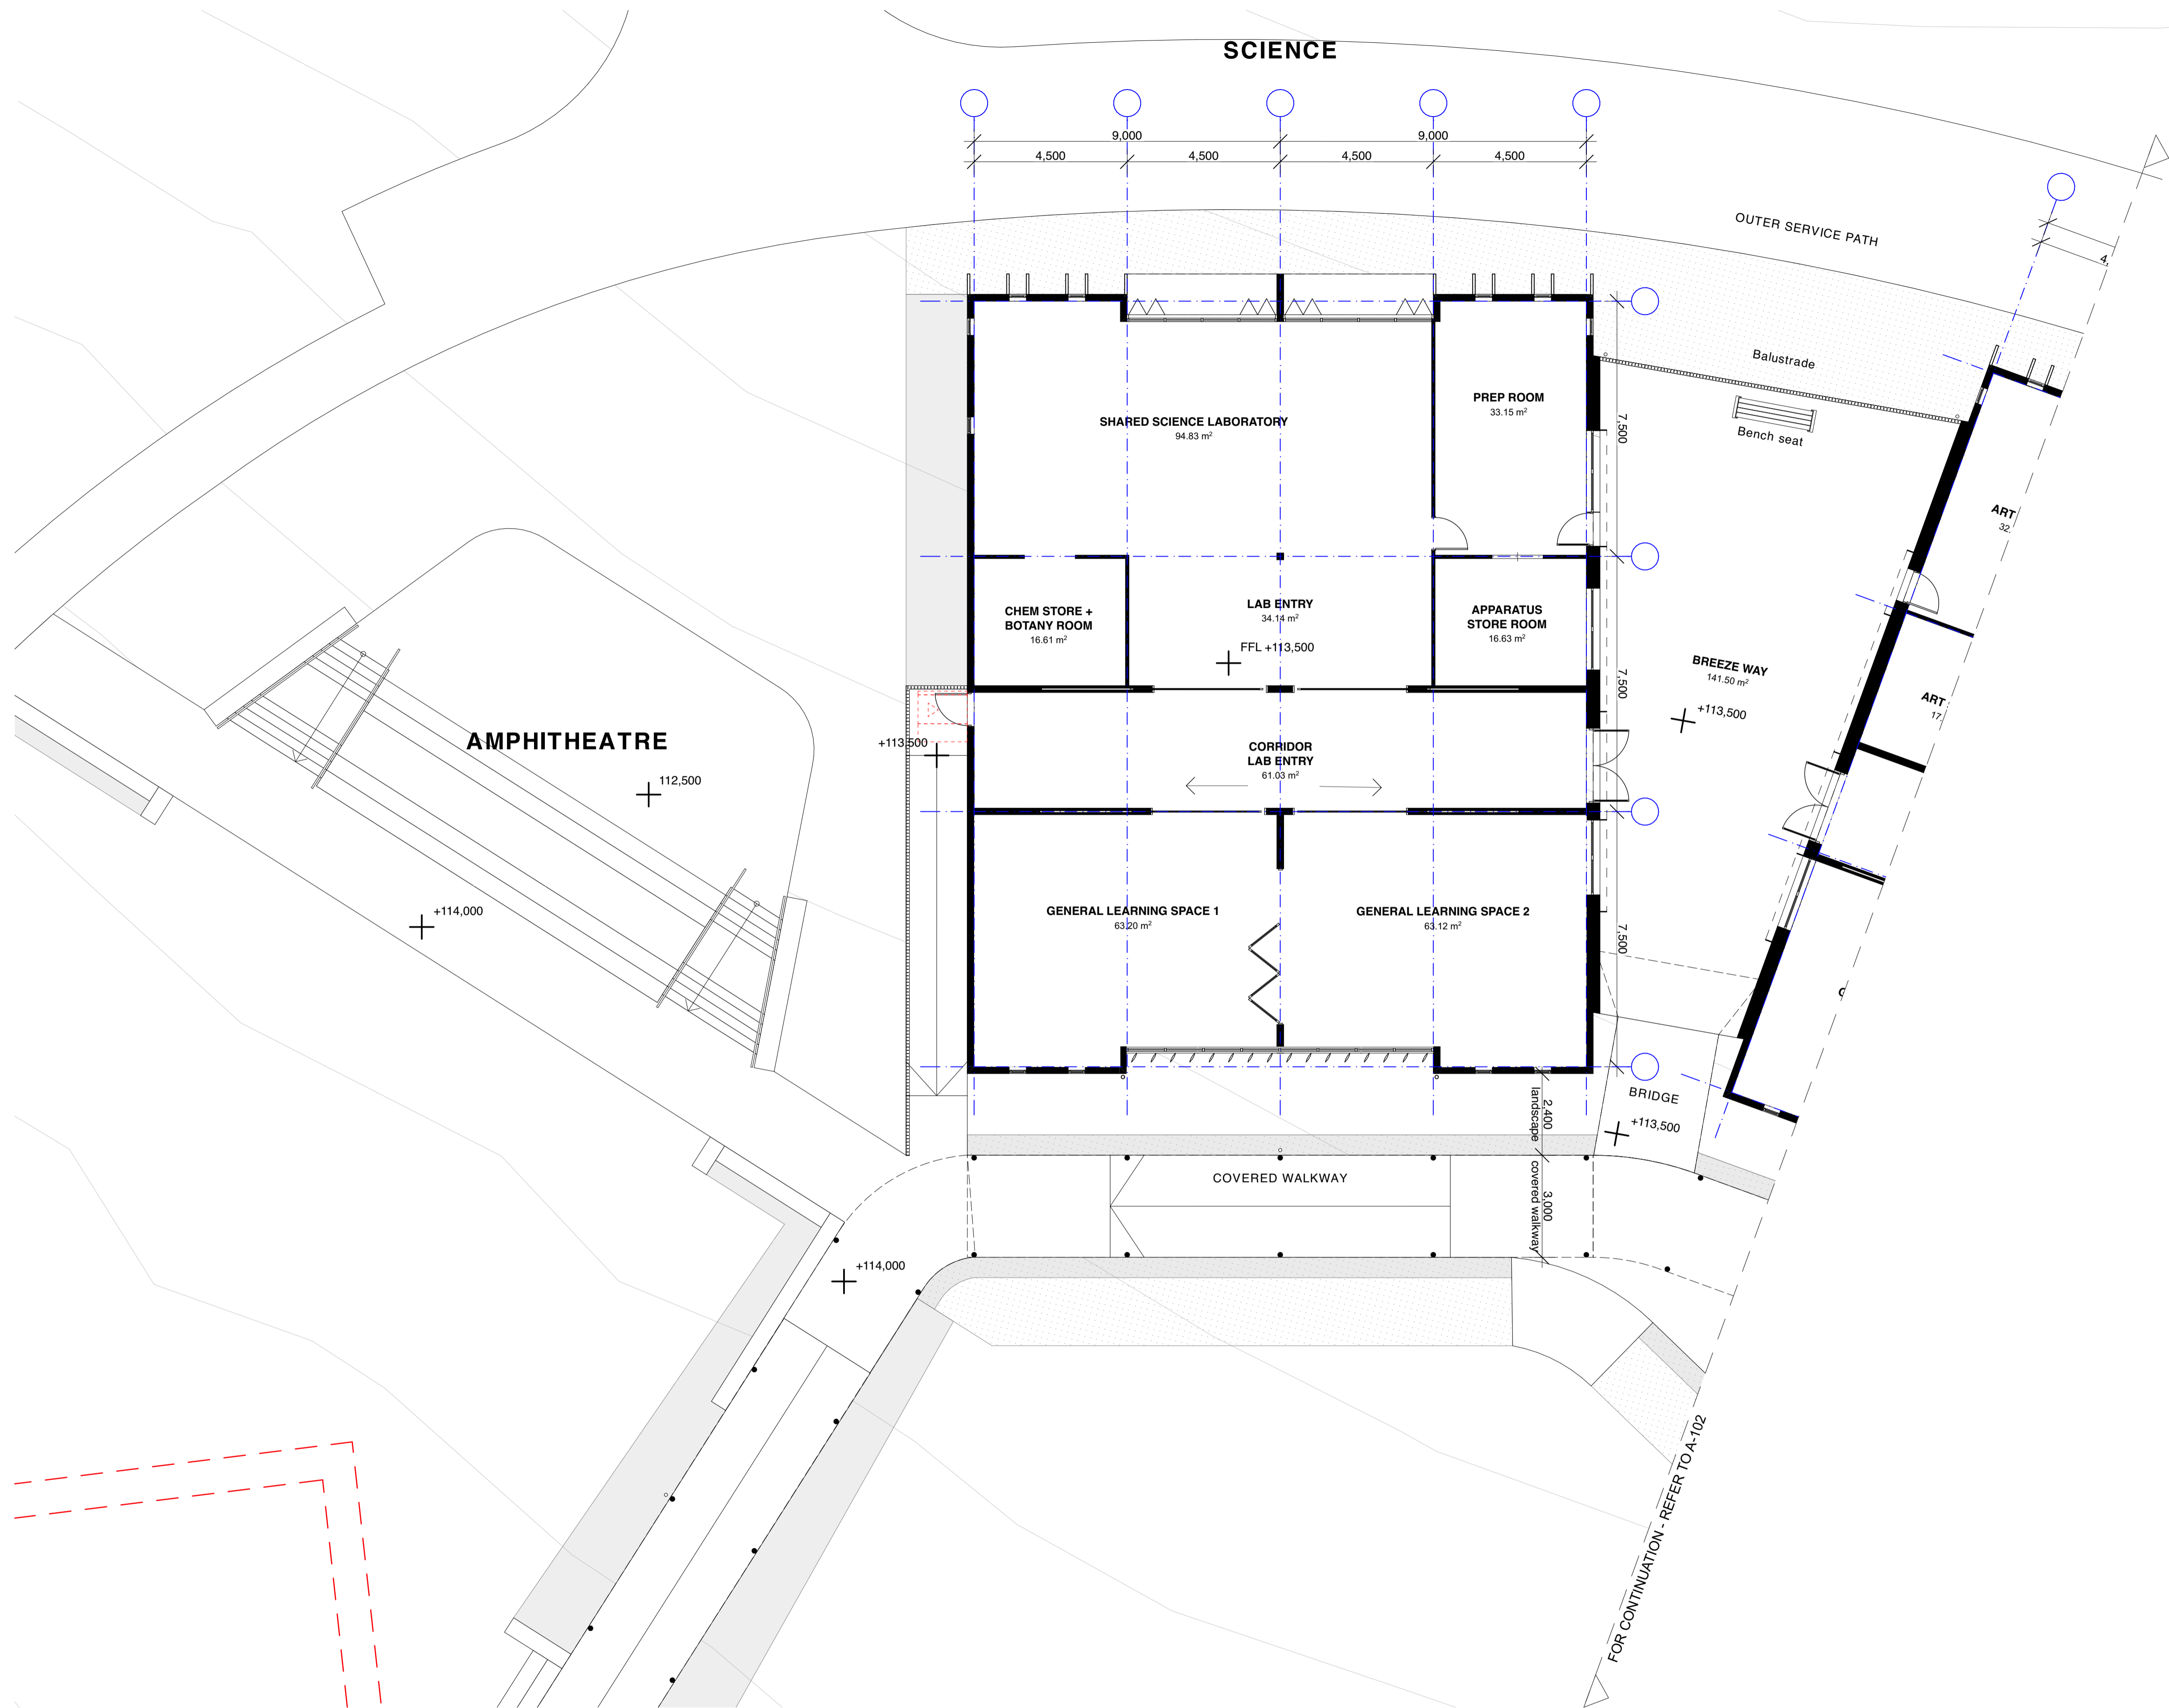 SCIENCE
9,000
9,000
4,500
4,500
4,500
4,500
OUTER SERVICE PATH
4.
Balustrade
Bench seat
7,500
PREP ROOM
33.15 m²
SHARED SCIENCE LABORATORY
94.83 m²
ART
32.
CHEM STORE +
BOTANY ROOM
16.61 m²
LAB ENTRY
34.14 m²
FFL +113,500
APPARATUS
STORE ROOM
16.63 m²
7,500
BREEZE WAY
141.50 m²
+113,500
ART
17.
AMPHITHEATRE
112,500
+113,500
CORRIDOR
LAB ENTRY
61.03 m²
+114,000
GENERAL LEARNING SPACE 1
63.20 m²
GENERAL LEARNING SPACE 2
63.12 m²
7,500
BRIDGE
+113,500
2,400
landscape
COVERED WALKWAY
3,000
covered walkway
+114,000
FOR CONTINUATION - REFER TO A-102